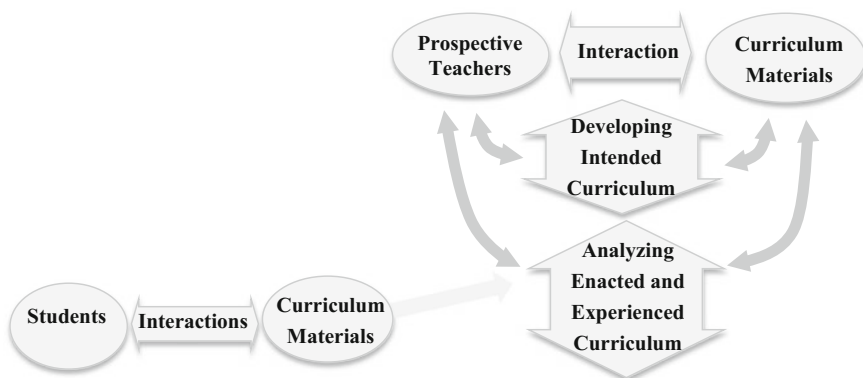 Prospective
Teachers
Interaction
Curriculum
Materials
Developing
Intended
Curriculum
Analyzing
Enacted and
Experienced
Curriculum
Students
Interactions
Curriculum
Materials